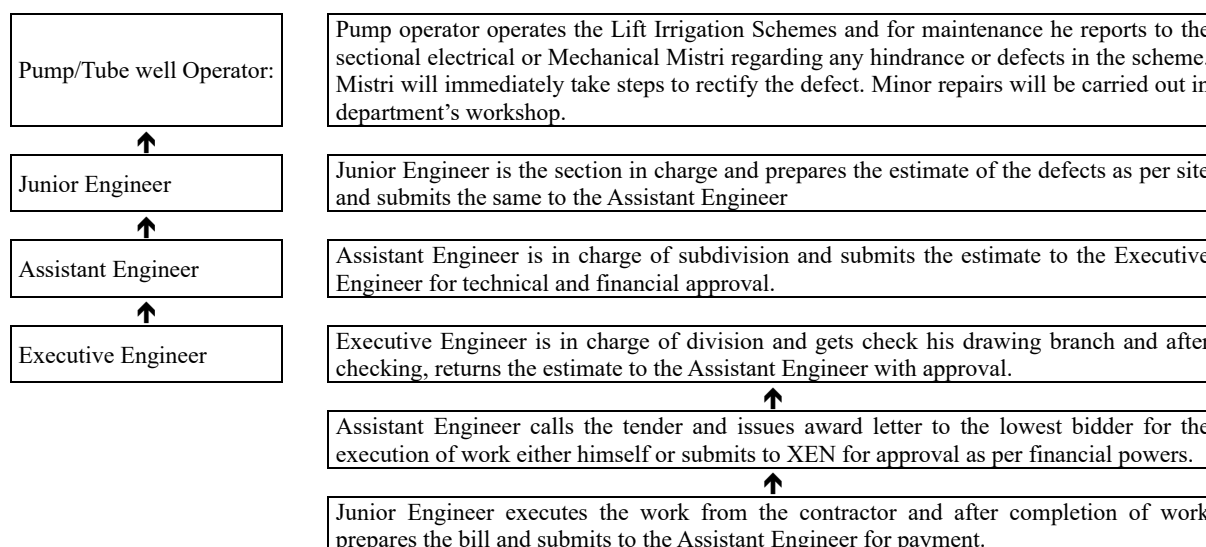 Pump/Tube well Operator:
Pump operator operates the Lift Irrigation Schemes and for maintenance he reports to the
sectional electrical or Mechanical Mistri regarding any hindrance or defects in the scheme.
Mistri will immediately take steps to rectify the defect. Minor repairs will be carried out in
department's workshop.
Junior Engineer
Junior Engineer is the section in charge and prepares the estimate of the defects as per site
and submits the same to the Assistant Engineer
Assistant Engineer
Assistant Engineer is in charge of subdivision and submits the estimate to the Executive
Engineer for technical and financial approval.
Executive Engineer
Executive Engineer is in charge of division and gets check his drawing branch and after
checking, returns the estimate to the Assistant Engineer with approval.
Assistant Engineer calls the tender and issues award letter to the lowest bidder for the
execution of work either himself or submits to XEN for approval as per financial powers.
Junior Engineer executes the work from the contractor and after completion of work
prepares the bill and submits to the Assistant Engineer for payment.